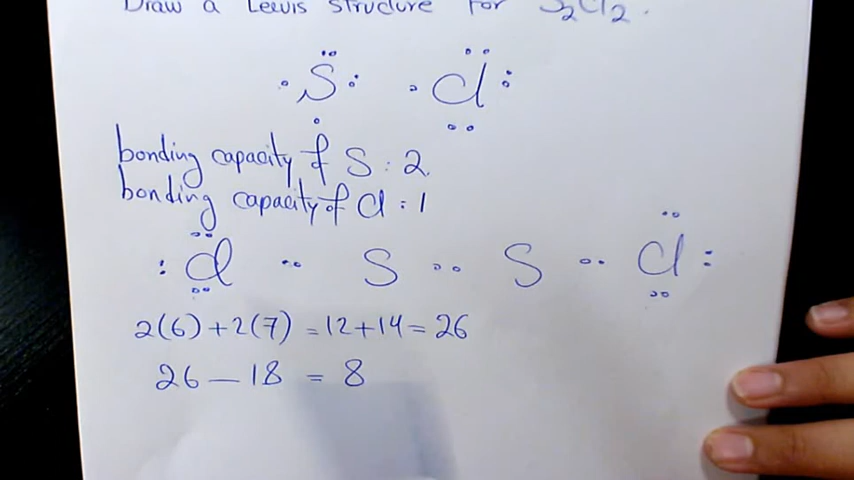 Draw a Lewis structure for S₂Cl₂.
S Cl
bonding capacity of S : 2.
bonding capacity of Cl : 1
: Cl ·· S ·· S ·· Cl :
2(6) + 2(7) = 12 + 14 = 26
26 — 18 = 8